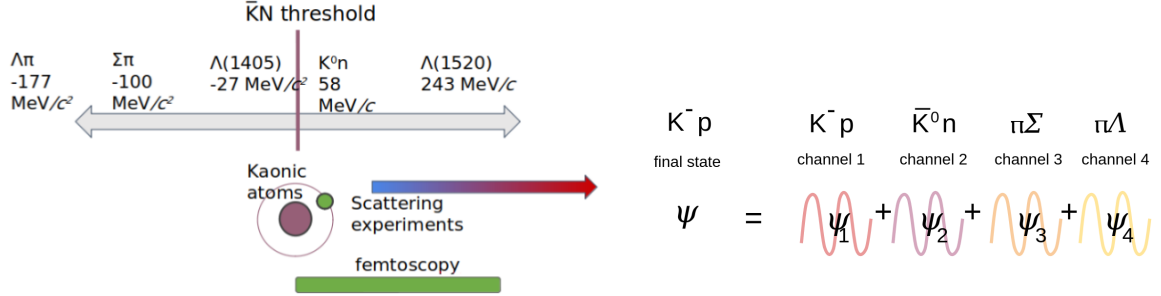 K̅N threshold
Λπ
-177
MeV/c²
Σπ
-100
MeV/c²
Λ(1405)
-27 MeV/c²
K⁰n
58
MeV/c
Λ(1520)
243 MeV/c
Kaonic
atoms
Scattering
experiments
femtoscopy
K⁻p K⁻p K̅⁰n πΣ πΛ
final state channel 1 channel 2 channel 3 channel 4
ψ = ψ₁ + ψ₂ + ψ₃ + ψ₄